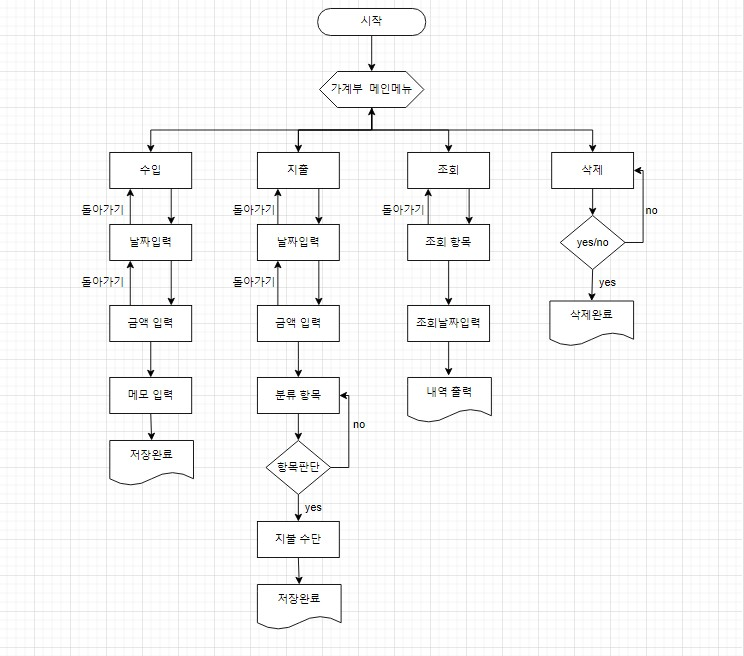 시작
가계부 메인메뉴
수입
지출
조회
삭제
돌아가기
돌아가기
돌아가기
no
날짜입력
날짜입력
조회 항목
yes/no
돌아가기
돌아가기
yes
금액 입력
금액 입력
조회날짜입력
삭제완료
메모 입력
분류 항목
내역 출력
no
저장완료
항목판단
yes
지불 수단
저장완료